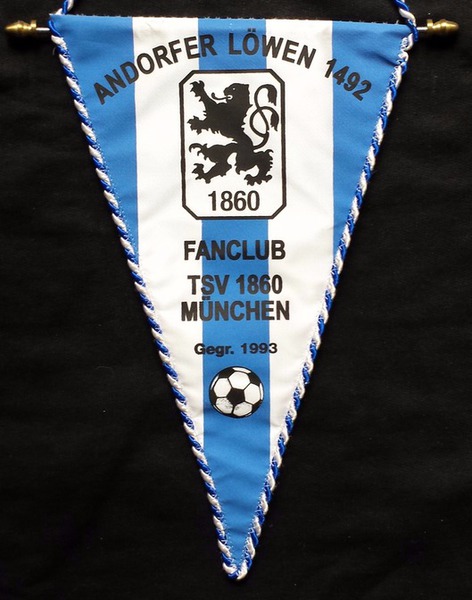 ANDORFER LÖWEN 1492
1860
FANCLUB
TSV 1860
MÜNCHEN
Gegr. 1993